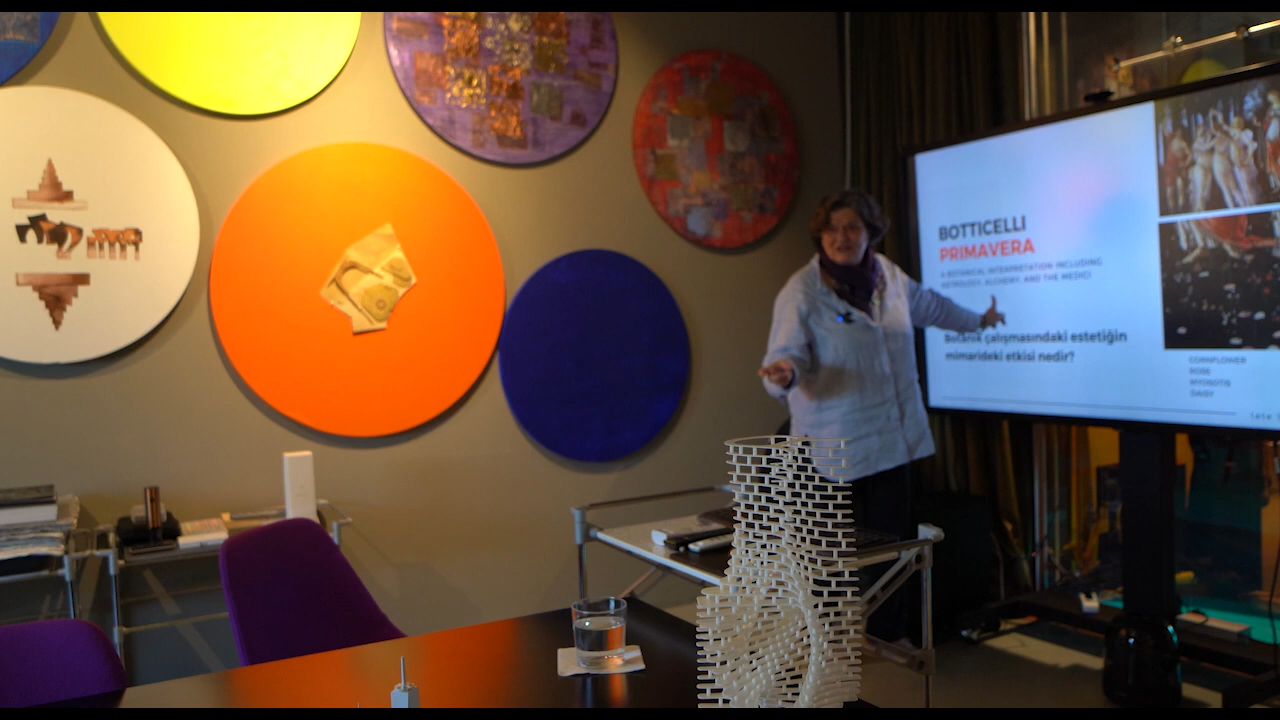 BOTTICELLI
PRIMAVERA
A BOTANICAL INTERPRETATION INCLUDING
ASTROLOGY, ALCHEMY, AND THE MEDICI
Botanik çalışmasındaki estetiğin
mimarideki etkisi nedir?
CORNFLOWER
ROSE
MYOSOTIS
DAISY